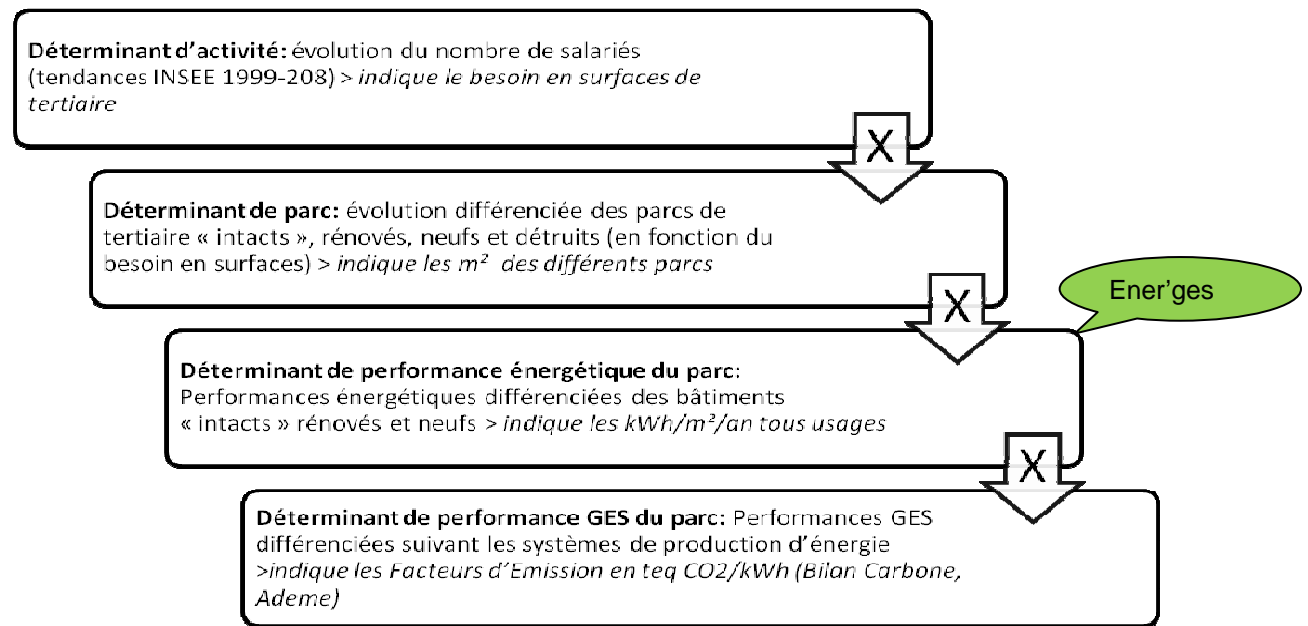 Déterminant d’activité: évolution du nombre de salariés
(tendances INSEE 1999-208) > indique le besoin en surfaces de
tertiaire
X
Déterminant de parc: évolution différenciée des parcs de
tertiaire « intacts », rénovés, neufs et détruits (en fonction du
besoin en surfaces) > indique les m² des différents parcs
X
Ener’ges
Déterminant de performance énergétique du parc:
Performances énergétiques différenciées des bâtiments
« intacts » rénovés et neufs > indique les kWh/m²/an tous usages
X
Déterminant de performance GES du parc: Performances GES
différenciées suivant les systèmes de production d’énergie
>indique les Facteurs d’Emission en teq CO2/kWh (Bilan Carbone,
Ademe)